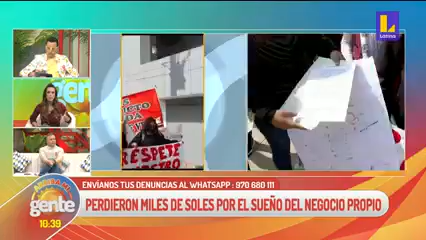 Latina
gente
RESPETE
ENVÍANOS TUS DENUNCIAS AL WHATSAPP : 970 680 111
PERDIERON MILES DE SOLES POR EL SUEÑO DEL NEGOCIO PROPIO
gente
10:39